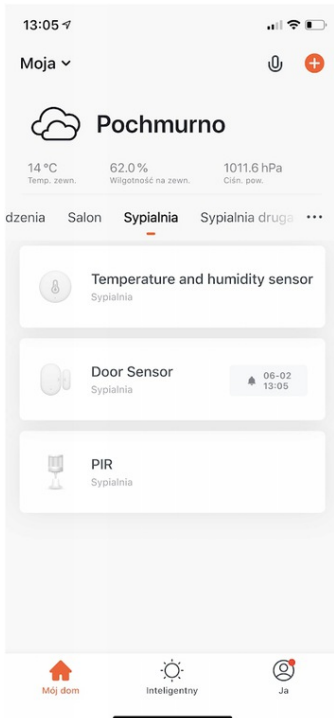 13:05
Moja
Pochmurno
14 °C 62.0% 1011.6 hPa
Temp. zewn. Wilgotność na zewn. Ciśn. pow.
dzenia Salon Sypialnia Sypialnia druga
Temperature and humidity sensor
Sypialnia
Door Sensor
Sypialnia
06-02
13:05
PIR
Sypialnia
Mój dom Inteligentny Ja